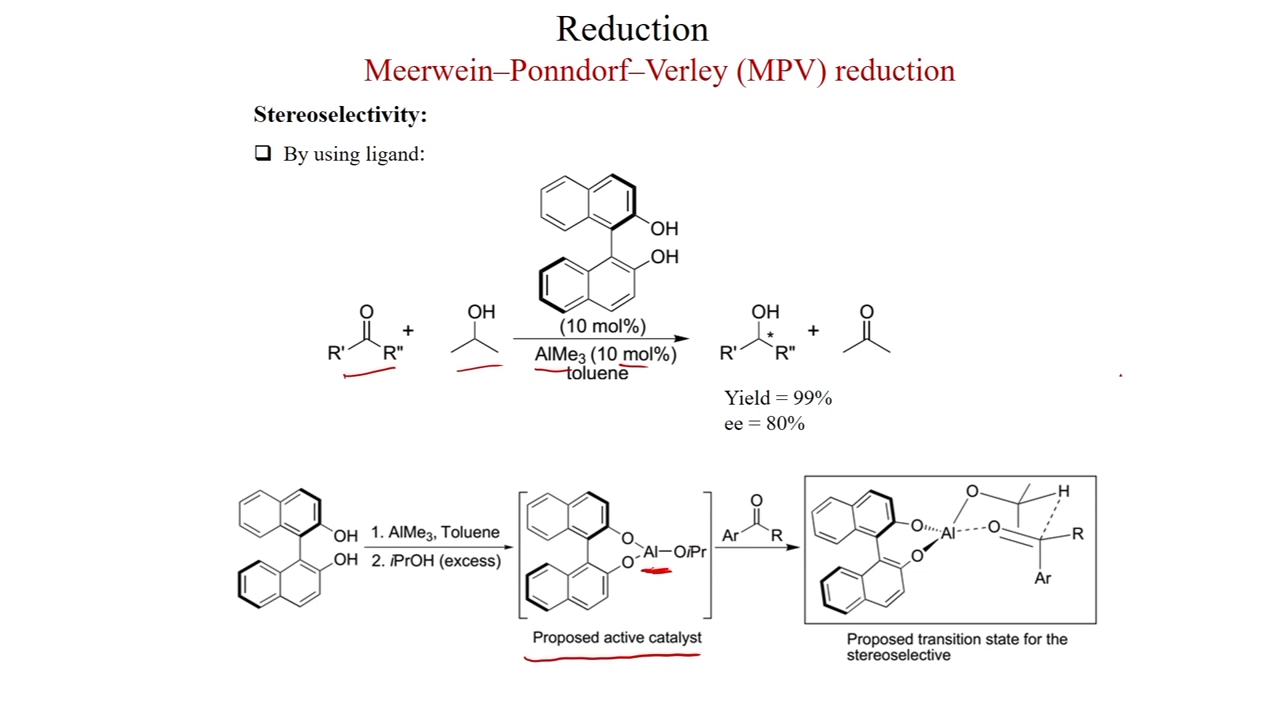 Reduction
Meerwein–Ponndorf–Verley (MPV) reduction
Stereoselectivity:
❑ By using ligand:
OH
OH
O
R' R"
+
OH
(10 mol%)
AlMe3 (10 mol%)
toluene
OH
*
R' R"
+
O
Yield = 99%
ee = 80%
OH
OH
1. AlMe3, Toluene
2. iPrOH (excess)
O
O
Al–OiPr
Proposed active catalyst
O
Ar R
O
O
Al
O
H
O
R
Ar
Proposed transition state for the
stereoselective